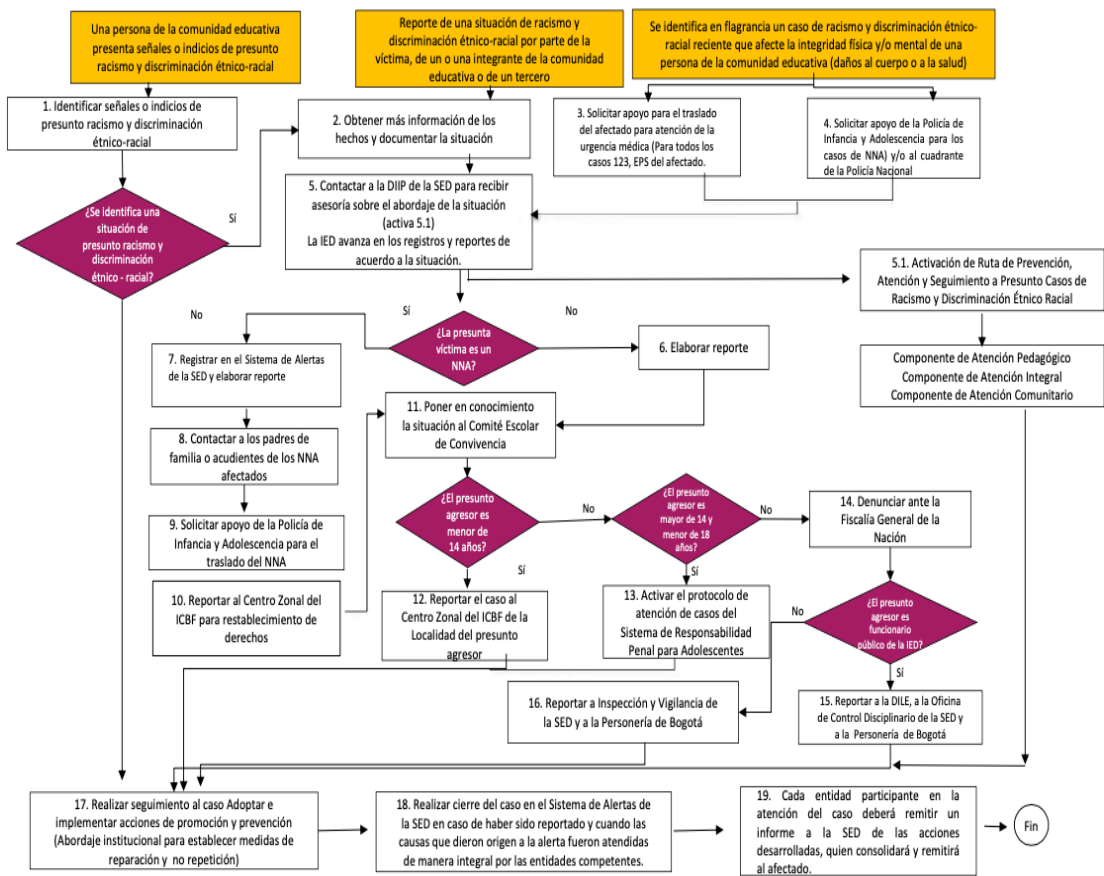 Una persona de la comunidad educativa
presenta señales o indicios de presunto
racismo y discriminación étnico-racial
Reporte de una situación de racismo y
discriminación étnico-racial por parte de la
víctima, de un o una integrante de la comunidad
educativa o de un tercero
Se identifica en flagrancia un caso de racismo y discriminación étnico-
racial reciente que afecte la integridad física y/o mental de una
persona de la comunidad educativa (daños al cuerpo o a la salud)
1. Identificar señales o indicios de
presunto racismo y discriminación
étnico-racial
2. Obtener más información de los
hechos y documentar la situación
3. Solicitar apoyo para el traslado
del afectado para atención de la
urgencia médica (Para todos los
casos 123, EPS del afectado.
4. Solicitar apoyo de la Policía de
Infancia y Adolescencia para los
casos de NNA) y/o al cuadrante
de la Policía Nacional
¿Se identifica una
situación de
presunto racismo y
discriminación
étnico - racial?
Sí
5. Contactar a la DIIP de la SED para recibir
asesoría sobre el abordaje de la situación
(activa 5.1)
La IED avanza en los registros y reportes de
acuerdo a la situación.
5.1. Activación de Ruta de Prevención,
Atención y Seguimiento a Presunto Casos de
Racismo y Discriminación Étnico Racial
No
Sí
No
¿La presunta
víctima es un
NNA?
6. Elaborar reporte
7. Registrar en el Sistema de Alertas
de la SED y elaborar reporte
Componente de Atención Pedagógico
Componente de Atención Integral
Componente de Atención Comunitario
11. Poner en conocimiento
la situación al Comité Escolar
de Convivencia
8. Contactar a los padres de
familia o acudientes de los NNA
afectados
9. Solicitar apoyo de la Policía de
Infancia y Adolescencia para el
traslado del NNA
¿El presunto
agresor es
menor de
14 años?
No
¿El presunto
agresor es
mayor de 14 y
menor de 18
años?
No
14. Denunciar ante la
Fiscalía General de la
Nación
Sí
Sí
10. Reportar al Centro Zonal del
ICBF para restablecimiento de
derechos
12. Reportar el caso al
Centro Zonal del ICBF de la
Localidad del presunto
agresor
13. Activar el protocolo de
atención de casos del
Sistema de Responsabilidad
Penal para Adolescentes
No
¿El presunto
agresor es
funcionario
público de la IED?
Sí
16. Reportar a Inspección y Vigilancia de
la SED y a la Personería de Bogotá
15. Reportar a la DILE, a la Oficina
de Control Disciplinario de la SED y
a la Personería de Bogotá
17. Realizar seguimiento al caso Adoptar e
implementar acciones de promoción y prevención
(Abordaje institucional para establecer medidas de
reparación y no repetición)
18. Realizar cierre del caso en el Sistema de Alertas de
la SED en caso de haber sido reportado y cuando las
causas que dieron origen a la alerta fueron atendidas
de manera integral por las entidades competentes.
19. Cada entidad participante en la
atención del caso deberá remitir un
informe a la SED de las acciones
desarrolladas, quien consolidará y remitirá
al afectado.
Fin